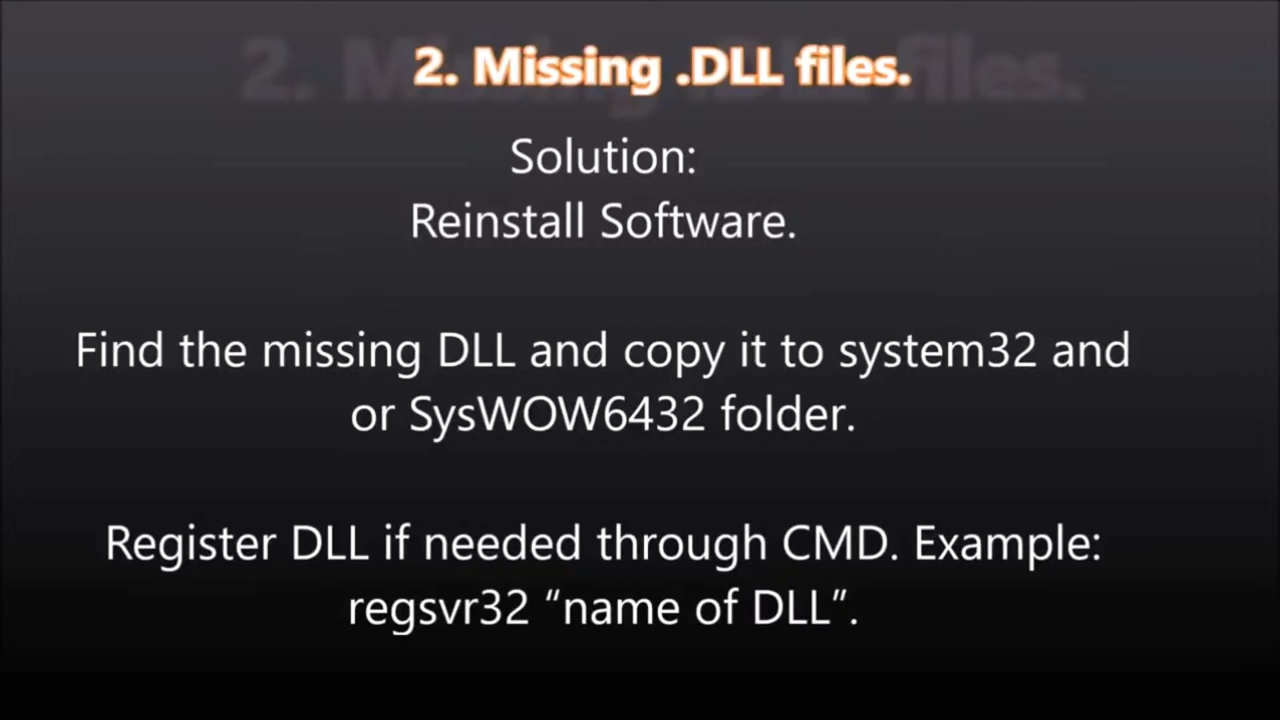 2. Missing .DLL files.
Solution:
Reinstall Software.
Find the missing DLL and copy it to system32 and
or SysWOW6432 folder.
Register DLL if needed through CMD. Example:
regsvr32 “name of DLL”.